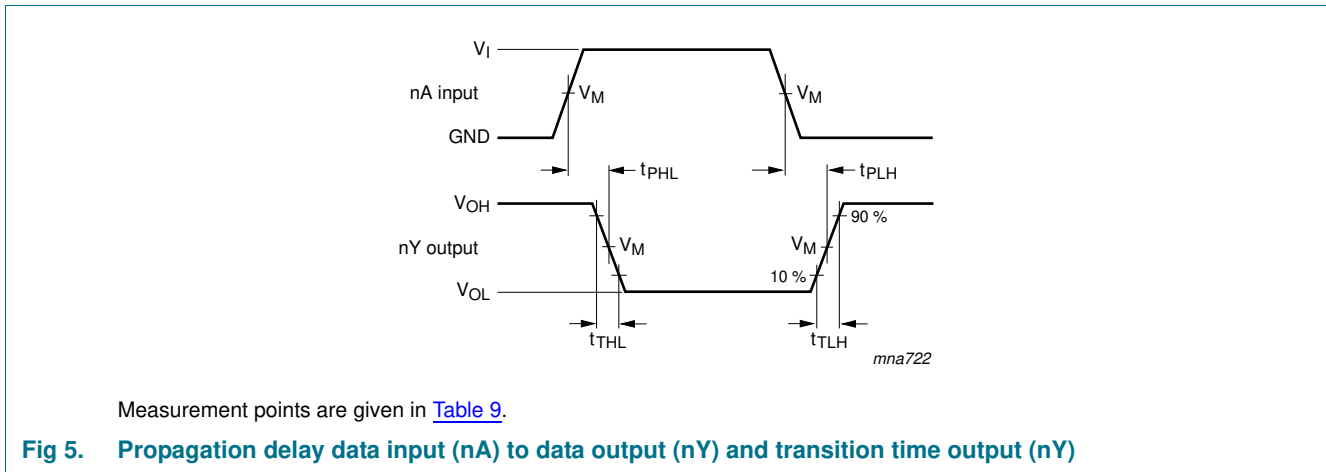 VI
nA input
VM
VM
GND
tPHL
tPLH
VOH
90 %
nY output
VM
VM
10 %
VOL
tTHL
tTLH
mna722
Measurement points are given in Table 9.
Fig 5. Propagation delay data input (nA) to data output (nY) and transition time output (nY)